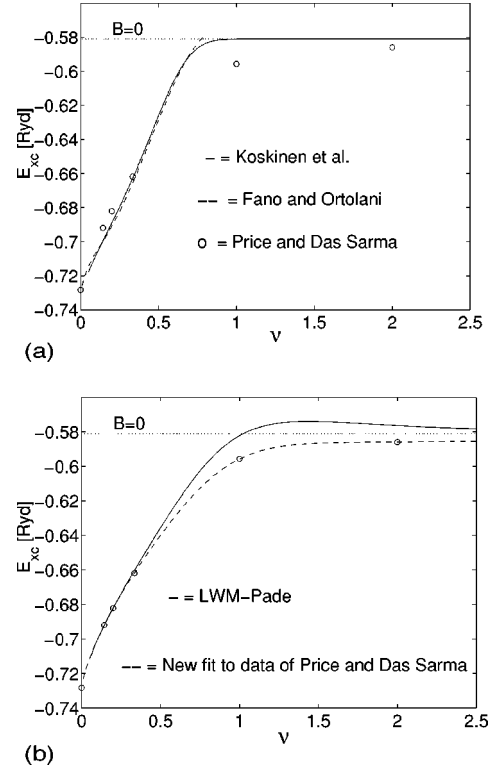 B=0
−0.58
−0.6
−0.62
−0.64
−0.66
−0.68
−0.7
−0.72
−0.74
E_xc [Ryd]
− = Koskinen et al.
−− = Fano and Ortolani
o = Price and Das Sarma
0 0.5 1 1.5 2 2.5
ν
(a)
B=0
−0.58
−0.6
−0.62
−0.64
−0.66
−0.68
−0.7
−0.72
−0.74
E_xc [Ryd]
− = LWM−Pade
−− = New fit to data of Price and Das Sarma
0 0.5 1 1.5 2 2.5
ν
(b)